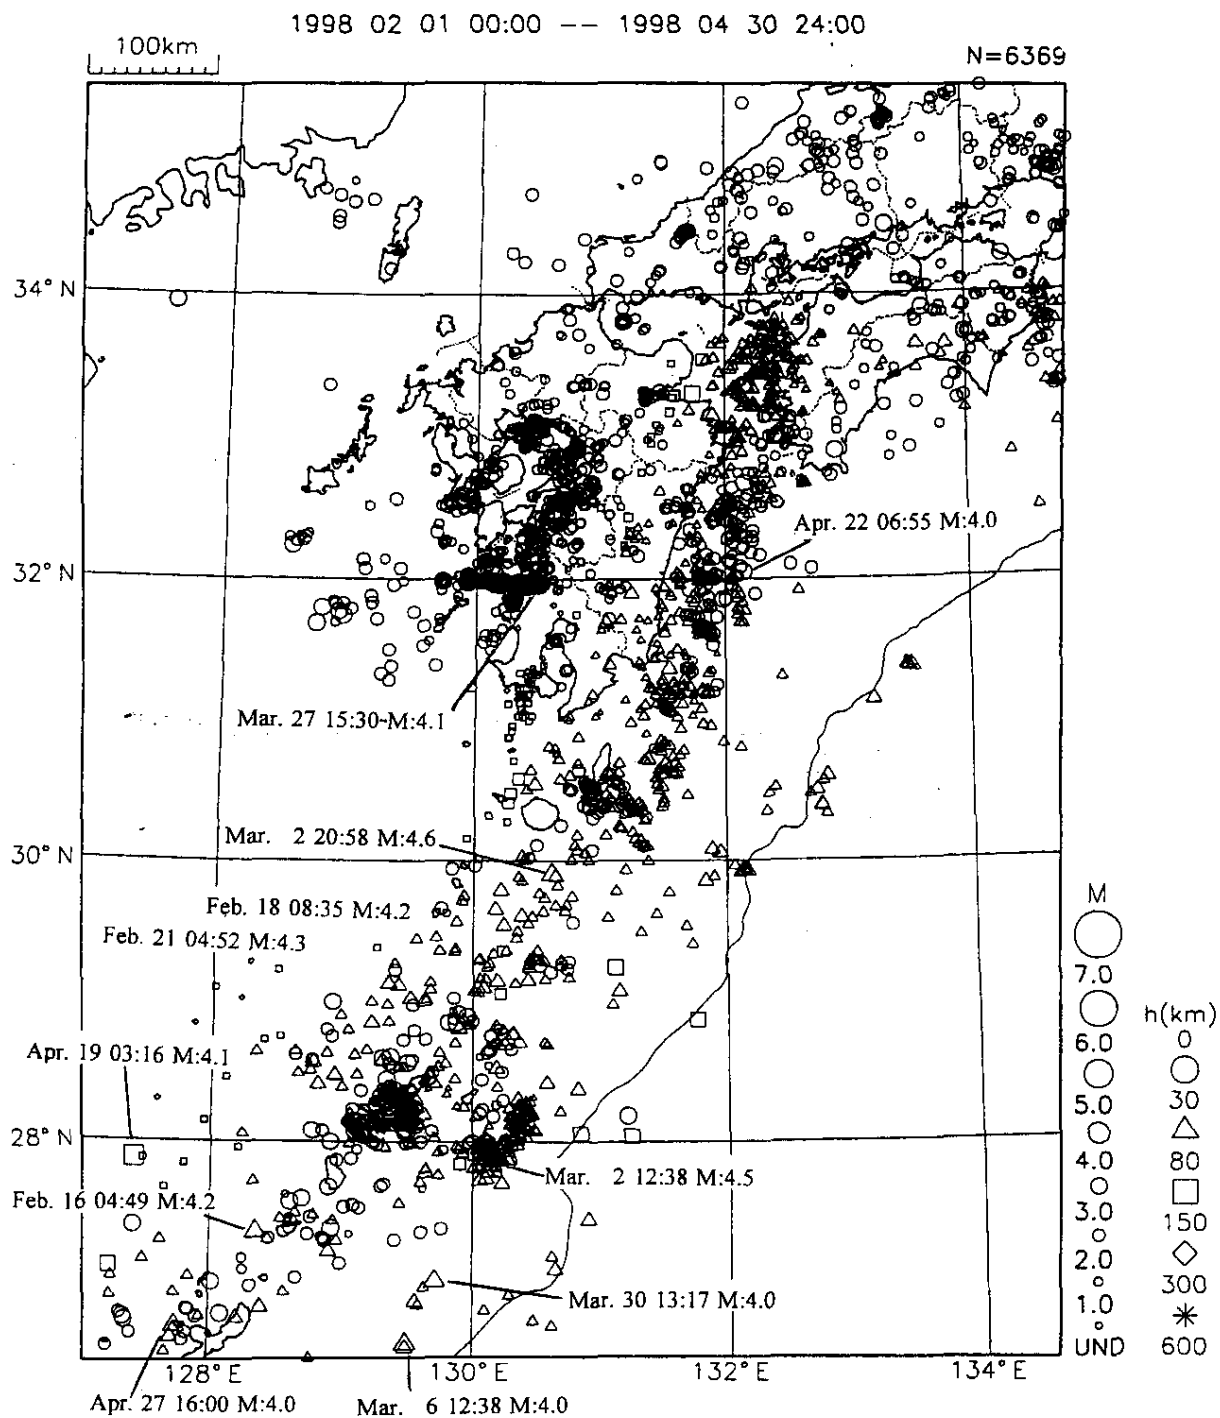 1998 02 01 00:00 -- 1998 04 30 24:00
100km
N=6369
34° N
Apr. 22 06:55 M:4.0
32° N
Mar. 27 15:30 M:4.1
Mar. 2 20:58 M:4.6
30° N
M
Feb. 18 08:35 M:4.2
Feb. 21 04:52 M:4.3
7.0
h(km)
Apr. 19 03:16 M:4.1
6.0
0
5.0
30
28° N
4.0
80
Mar. 2 12:38 M:4.5
Feb. 16 04:49 M:4.2
3.0
150
2.0
300
Mar. 30 13:17 M:4.0
1.0
UND
600
128° E
130° E
132° E
134° E
Apr. 27 16:00 M:4.0
Mar. 6 12:38 M:4.0